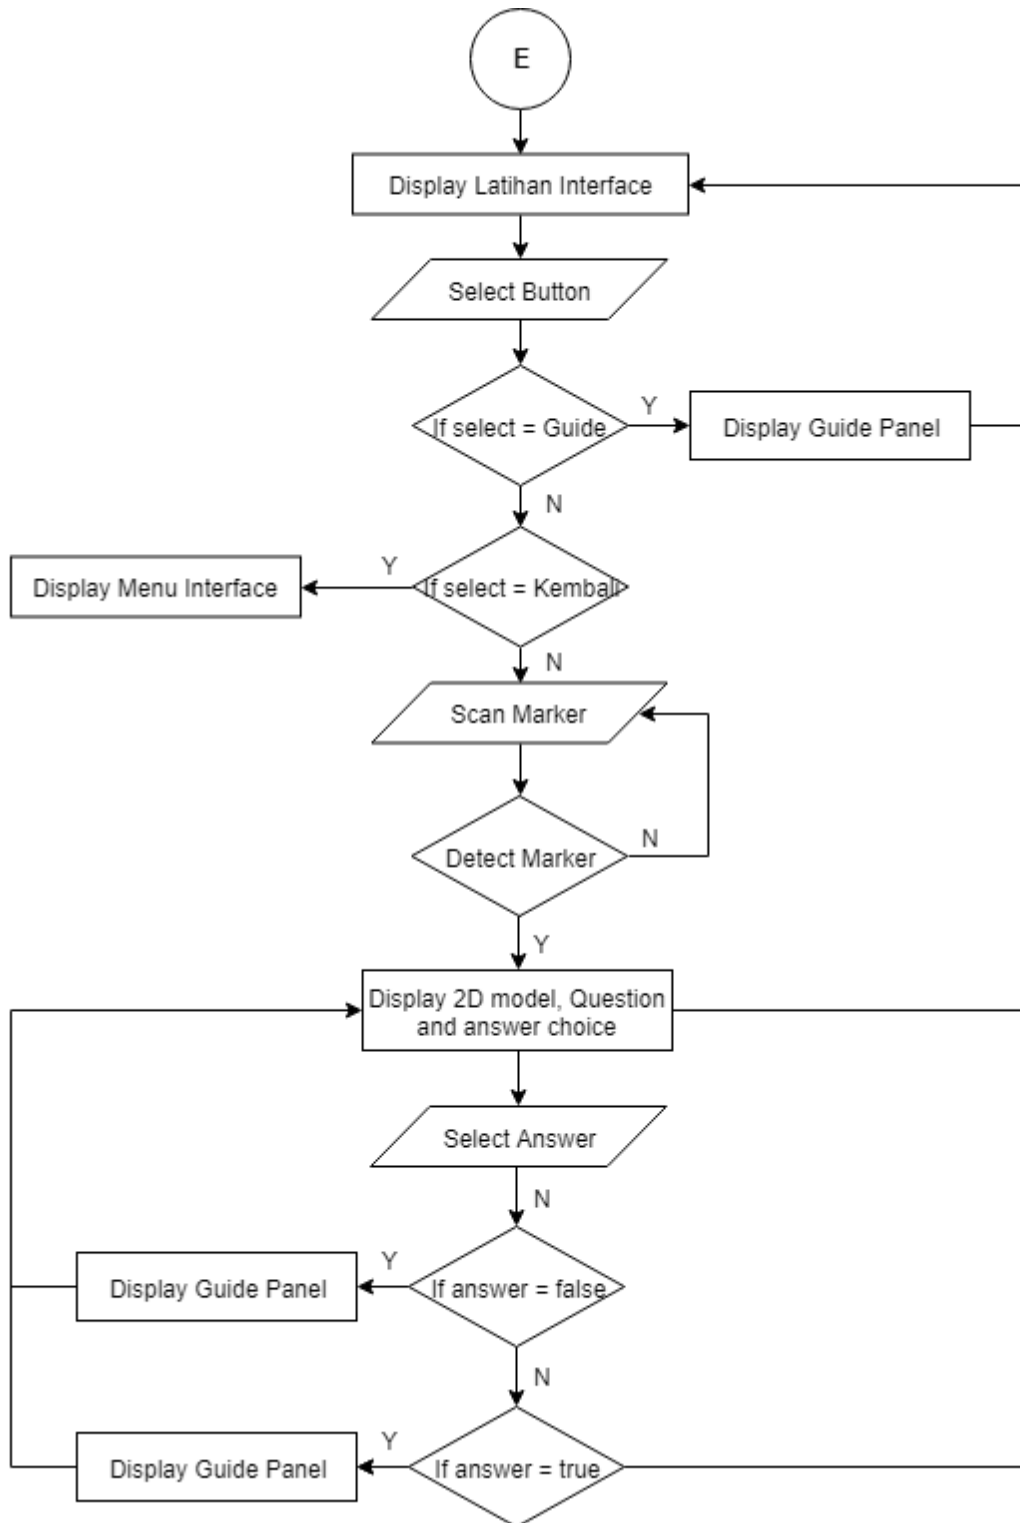 E
Display Latihan Interface
Select Button
If select = Guide
Y
Display Guide Panel
N
If select = Kembali
Y
Display Menu Interface
N
Scan Marker
Detect Marker
N
Y
Display 2D model, Question
and answer choice
Select Answer
N
If answer = false
Y
Display Guide Panel
N
If answer = true
Y
Display Guide Panel